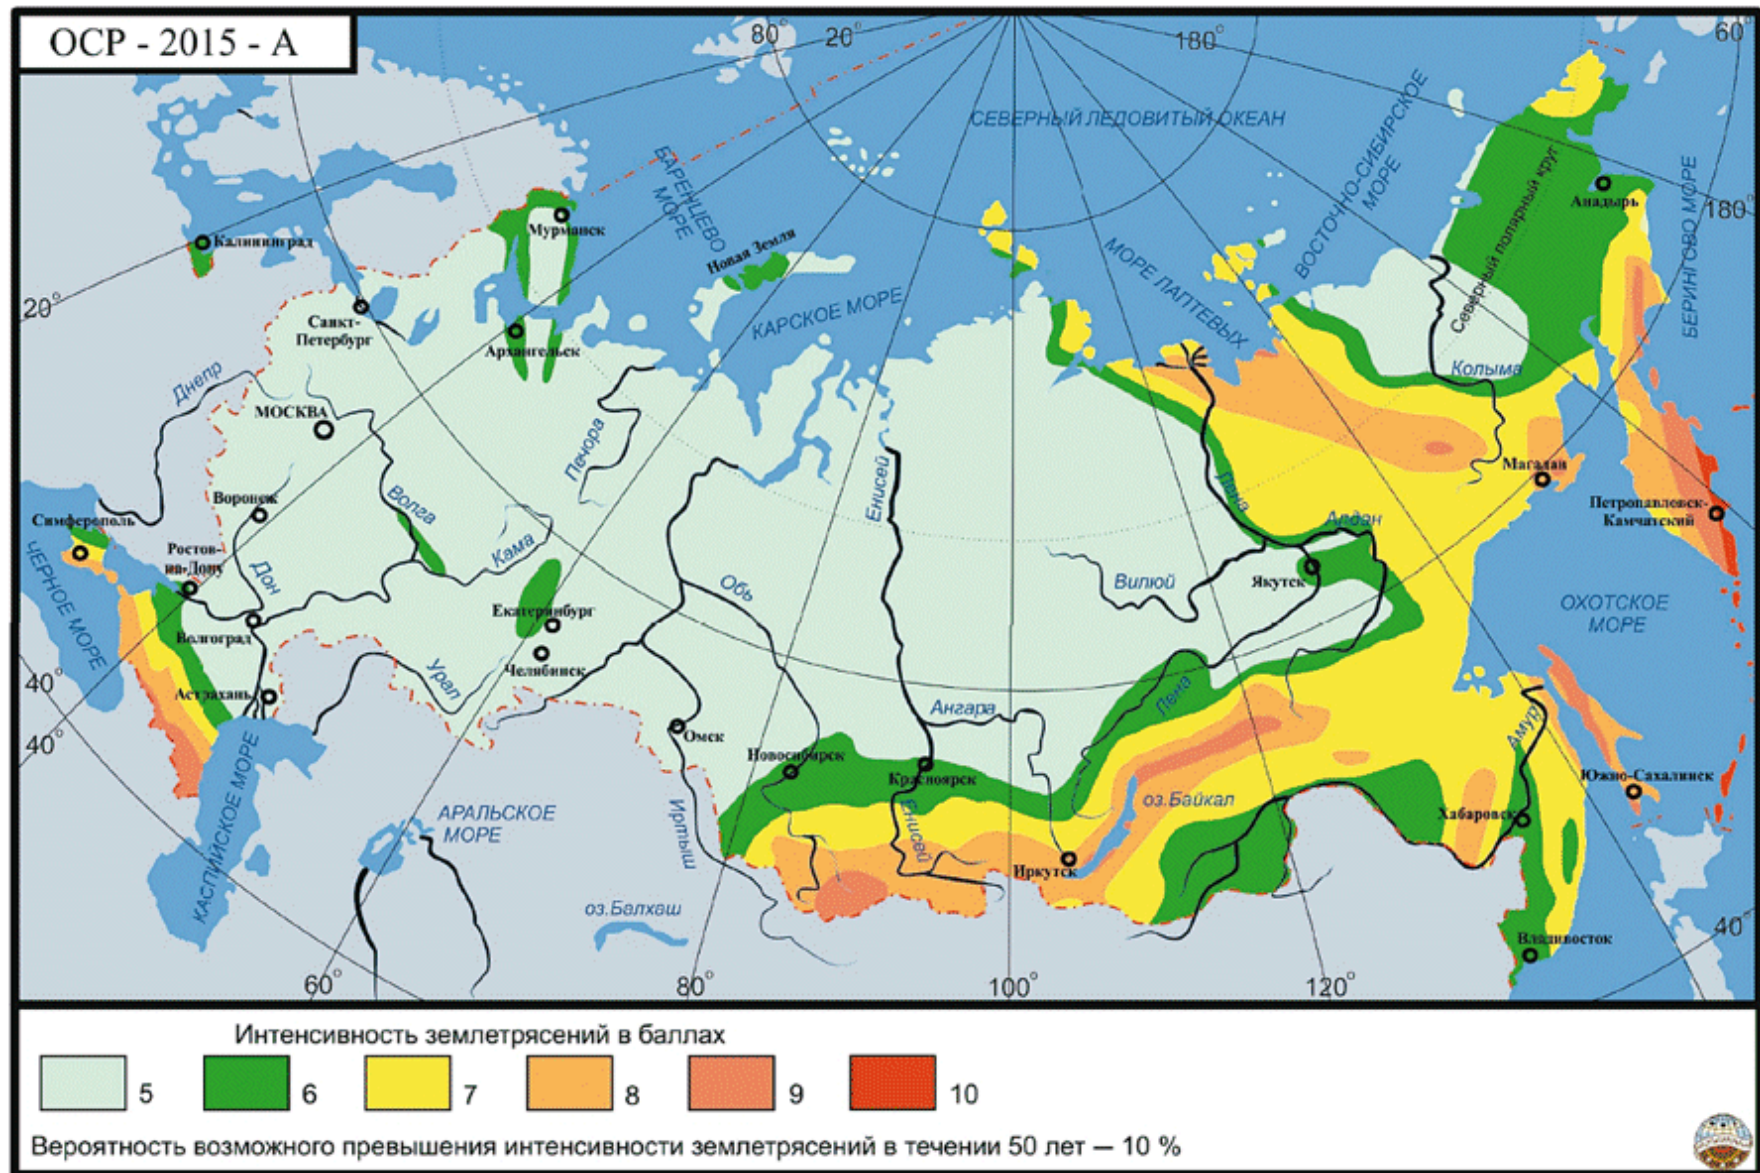 ОСР - 2015 - А
80°
20°
180°
60°
СЕВЕРНЫЙ ЛЕДОВИТЫЙ ОКЕАН
БАРЕНЦЕВО
МОРЕ
ВОСТОЧНО-СИБИРСКОЕ
МОРЕ
Северный полярный круг
Анадырь
180°
БЕРИНГОВО МОРЕ
Мурманск
Калининград
Новая Земля
МОРЕ ЛАПТЕВЫХ
КАРСКОЕ МОРЕ
20°
Санкт-
Петербург
Архангельск
Колыма
Днепр
МОСКВА
Печора
Енисей
Магадан
Воронеж
Волга
Лена
Алдан
Петропавловск-
Камчатский
Симферополь
ЧЕРНОЕ МОРЕ
Ростов-
на-Дону
Дон
Кама
Обь
Вилюй
Якутск
ОХОТСКОЕ
МОРЕ
Екатеринбург
Волгоград
Челябинск
Урал
40°
Астрахань
Лена
Ангара
Амур
40°
Омск
Новосибирск
Красноярск
Южно-Сахалинск
КАСПИЙСКОЕ МОРЕ
АРАЛЬСКОЕ
МОРЕ
Иртыш
Енисей
оз.Байкал
Хабаровск
Иркутск
оз.Балхаш
Владивосток
40°
60°
80°
100°
120°
Интенсивность землетрясений в баллах
5 6 7 8 9 10
Вероятность возможного превышения интенсивности землетрясений в течении 50 лет — 10 %